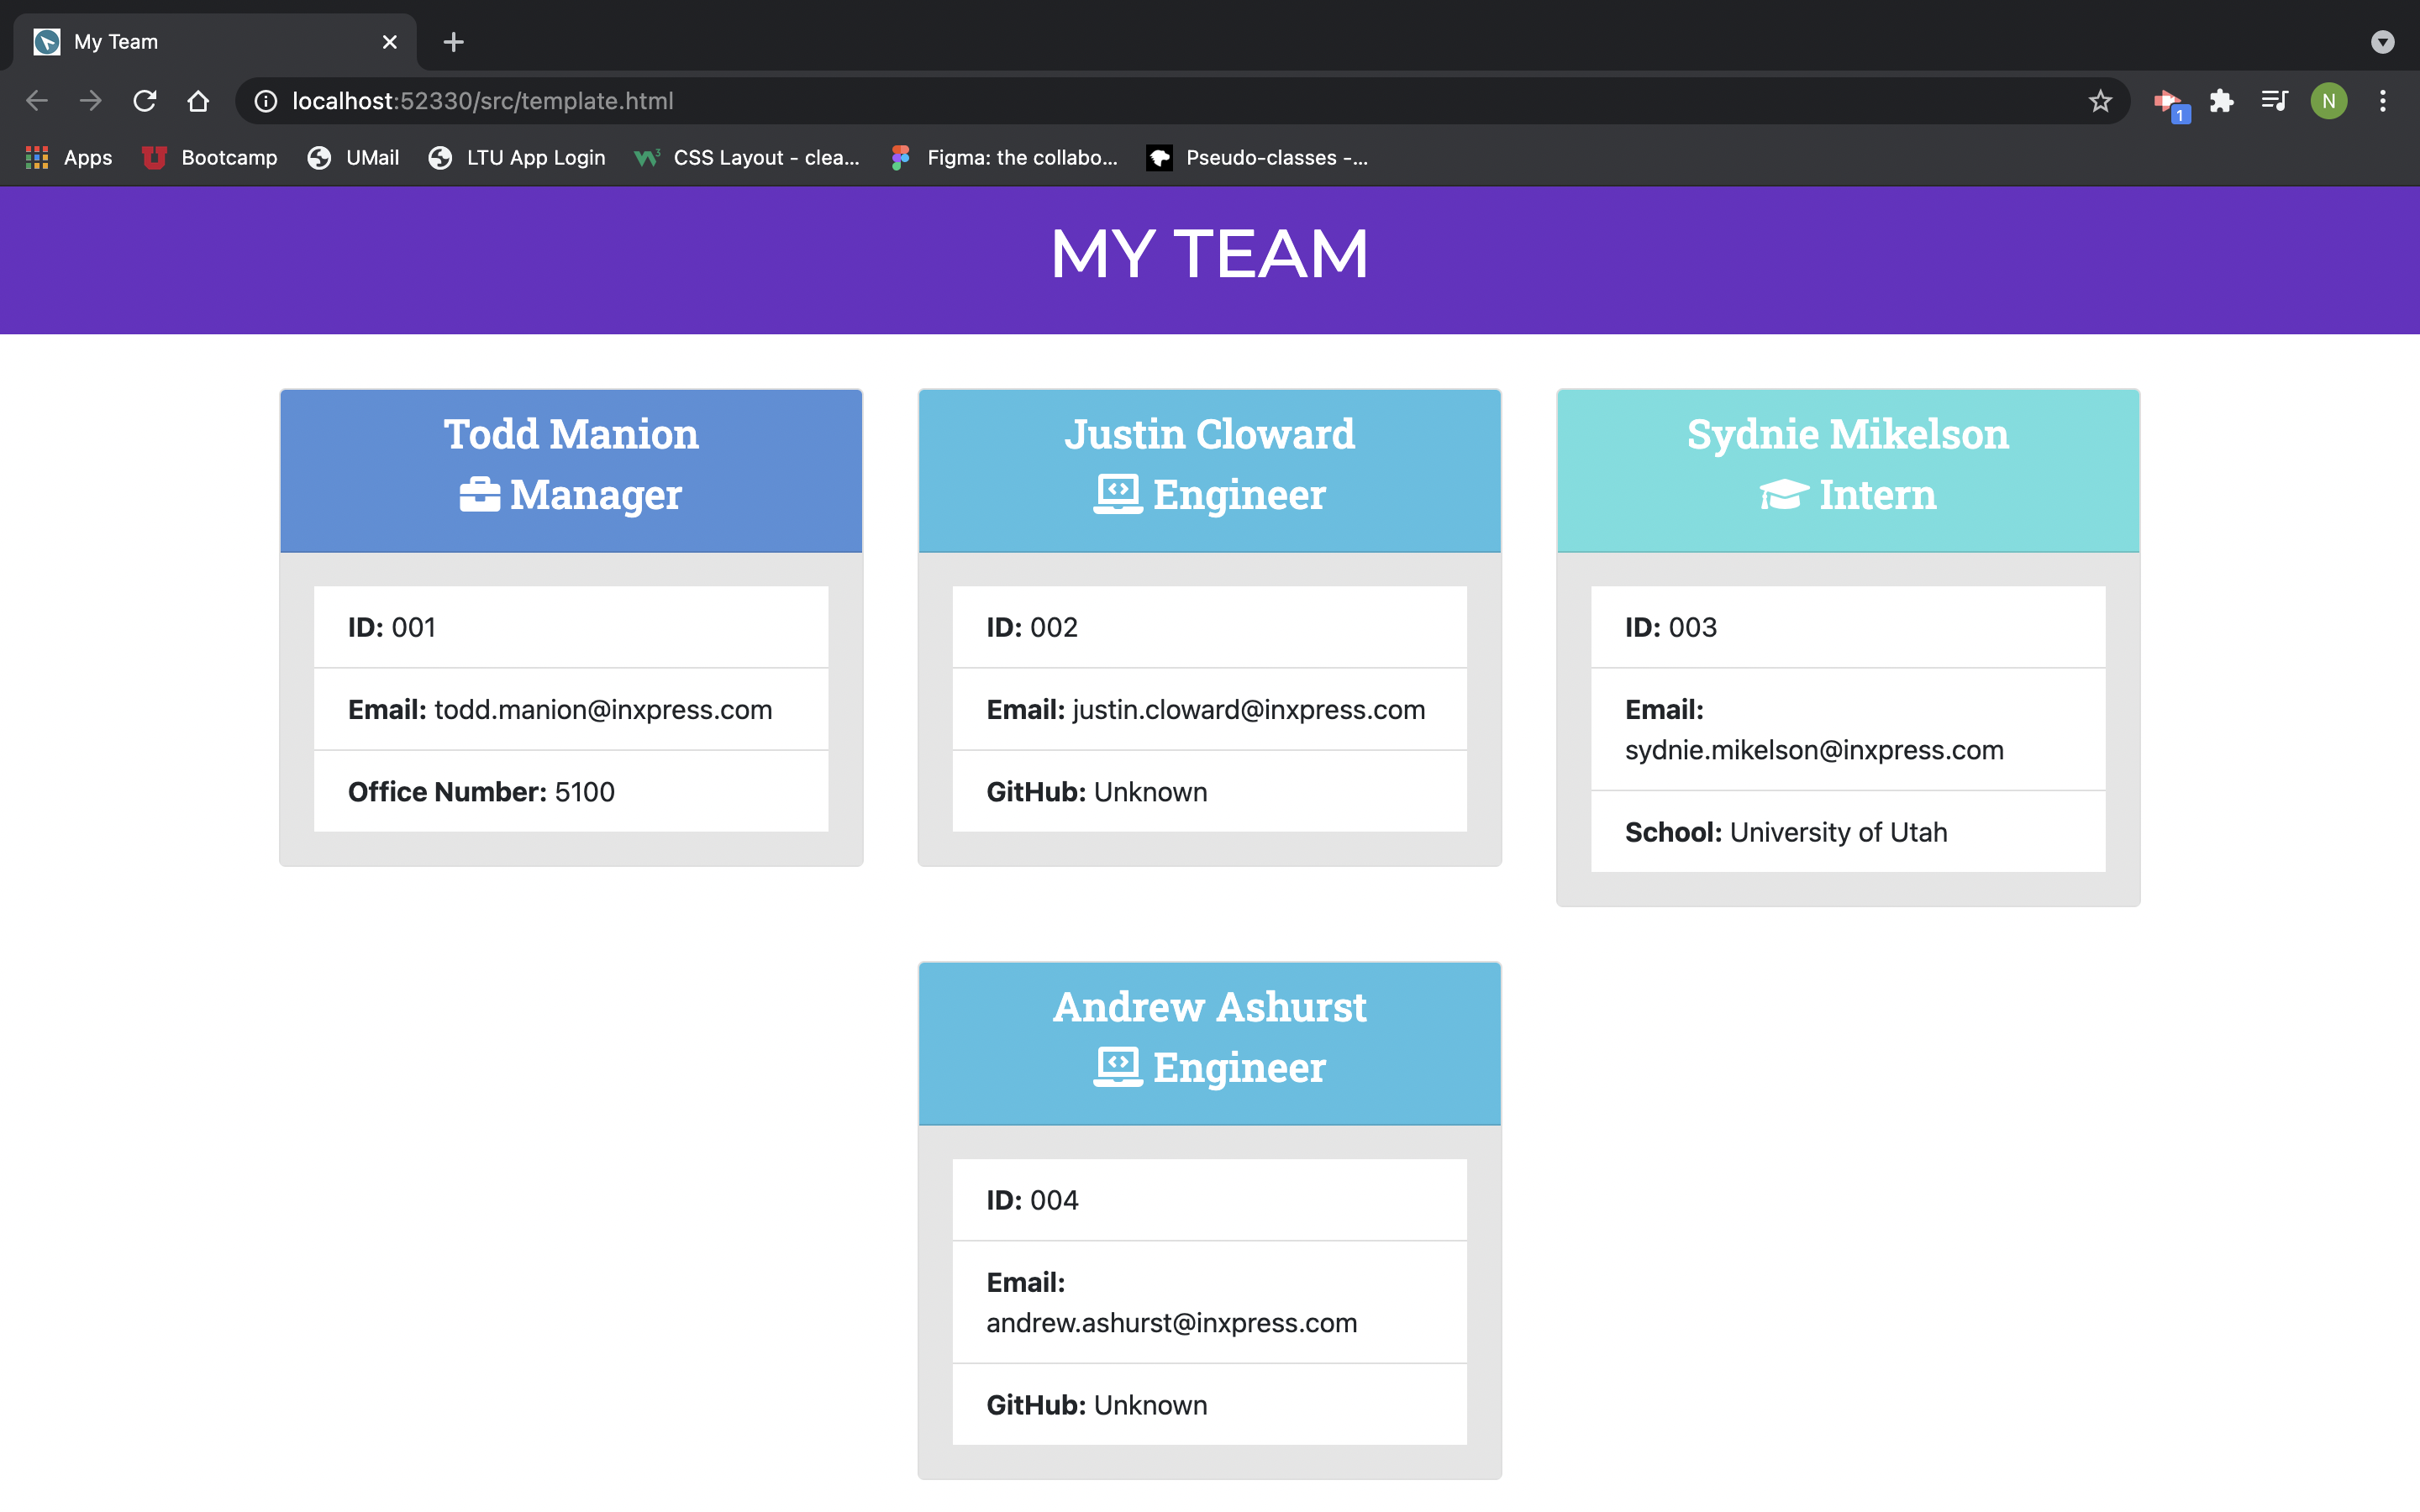 My Team
localhost:52330/src/template.html
1
N
Apps
Bootcamp
UMail
LTU App Login
CSS Layout - clea...
Figma: the collabo...
Pseudo-classes -...
MY TEAM
Todd Manion
Manager
ID: 001
Email: todd.manion@inxpress.com
Office Number: 5100
Justin Cloward
Engineer
ID: 002
Email: justin.cloward@inxpress.com
GitHub: Unknown
Sydnie Mikelson
Intern
ID: 003
Email:
sydnie.mikelson@inxpress.com
School: University of Utah
Andrew Ashurst
Engineer
ID: 004
Email:
andrew.ashurst@inxpress.com
GitHub: Unknown